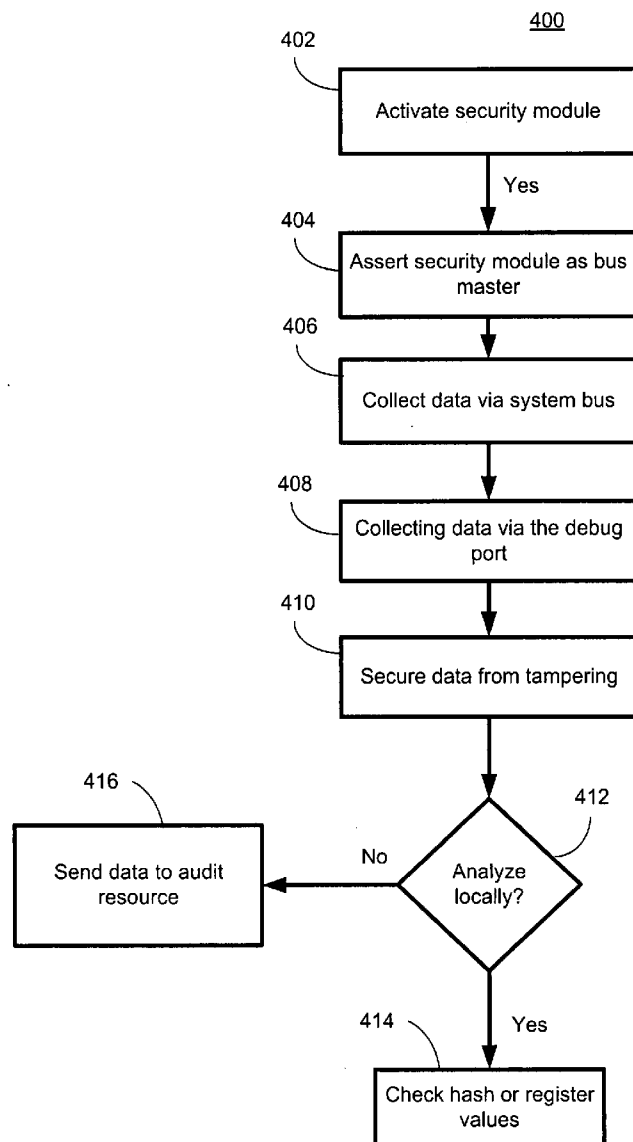 400
402
Activate security module
Yes
404
Assert security module as bus
master
406
Collect data via system bus
408
Collecting data via the debug
port
410
Secure data from tampering
416
Send data to audit
resource
No
412
Analyze
locally?
Yes
414
Check hash or register
values